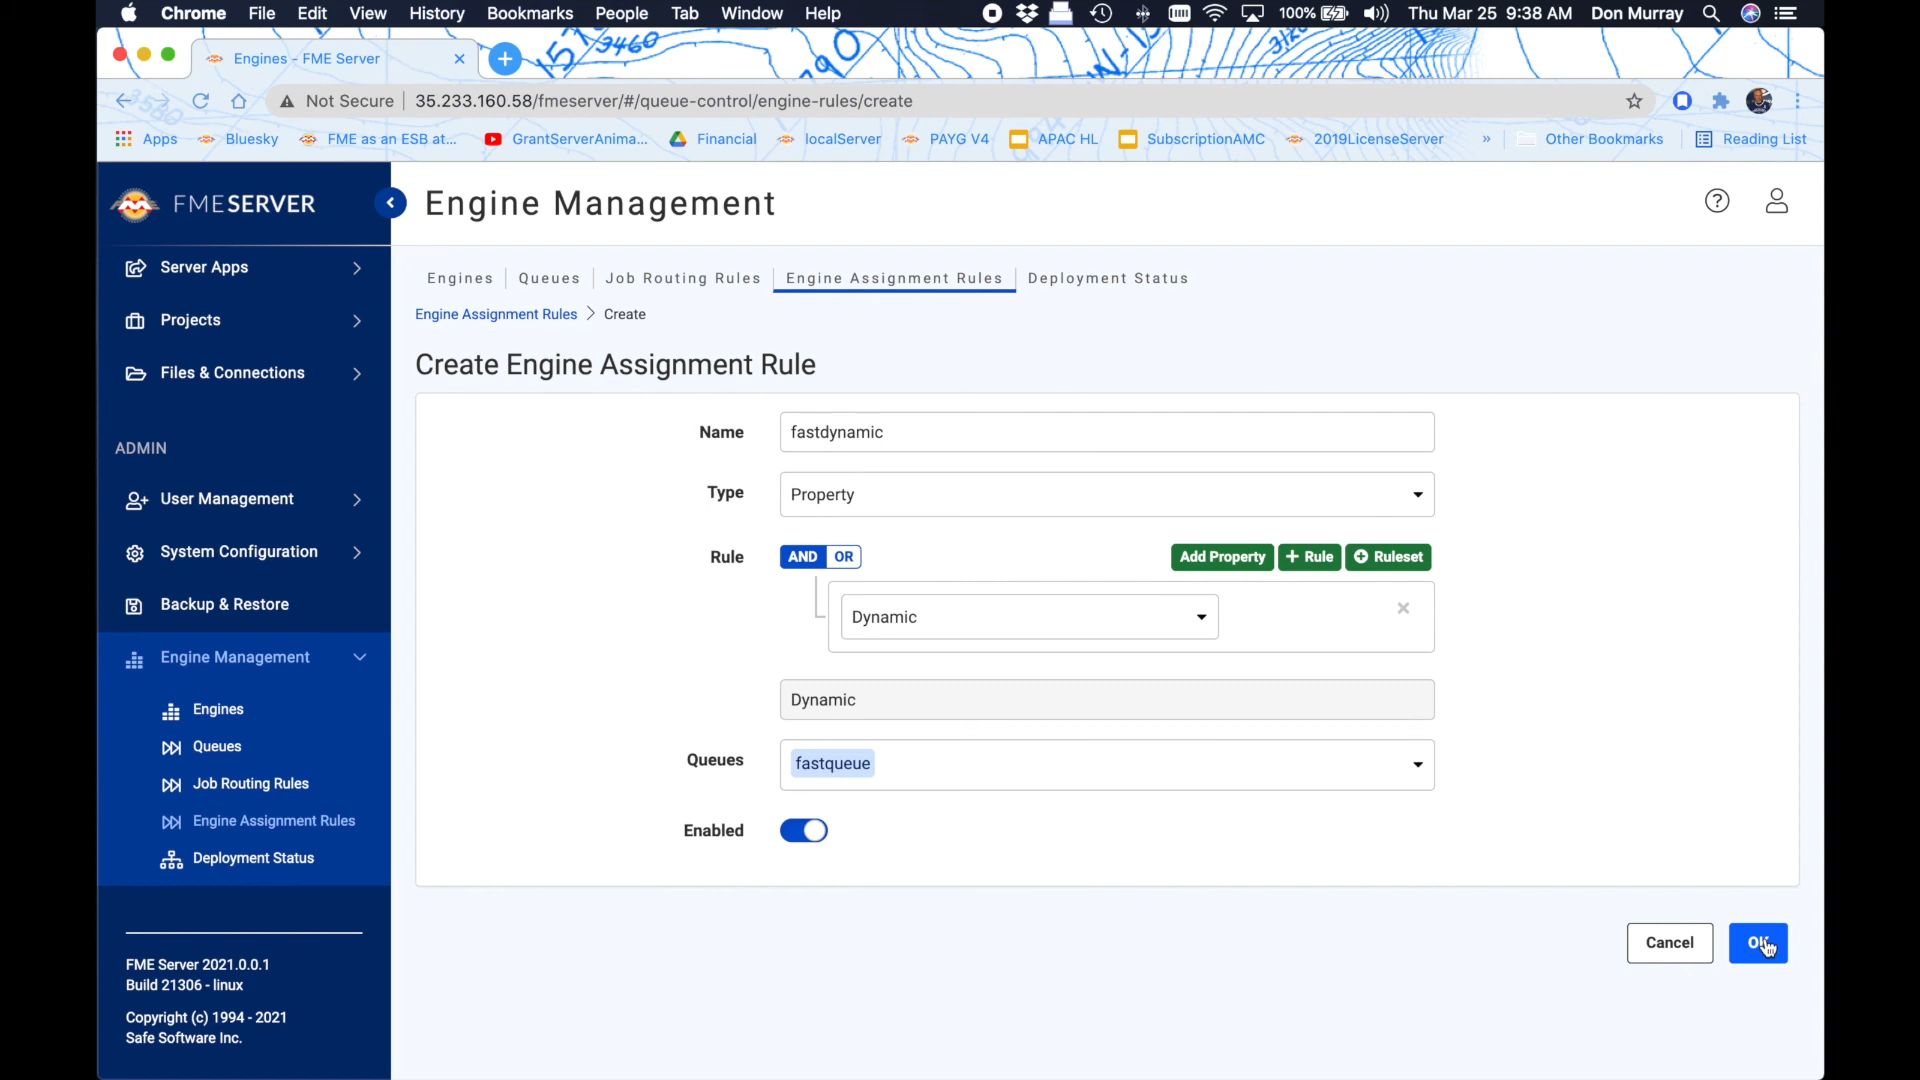 Chrome File Edit View History Bookmarks People Tab Window Help 100% Thu Mar 25 9:38 AM Don Murray
Engines - FME Server
Not Secure 35.233.160.58/fmeserver/#/queue-control/engine-rules/create
Apps Bluesky FME as an ESB at... GrantServerAnima... Financial localServer PAYG V4 APAC HL SubscriptionAMC 2019LicenseServer » Other Bookmarks Reading List
FMESERVER
Engine Management
Server Apps
Projects
Files & Connections
ADMIN
User Management
System Configuration
Backup & Restore
Engine Management
Engines
Queues
Job Routing Rules
Engine Assignment Rules
Deployment Status
FME Server 2021.0.0.1
Build 21306 - linux
Copyright (c) 1994 - 2021
Safe Software Inc.
Engines Queues Job Routing Rules Engine Assignment Rules Deployment Status
Engine Assignment Rules > Create
Create Engine Assignment Rule
Name fastdynamic
Type Property
Rule AND OR Add Property + Rule Ruleset
Dynamic
Dynamic
Queues fastqueue
Enabled
Cancel OK